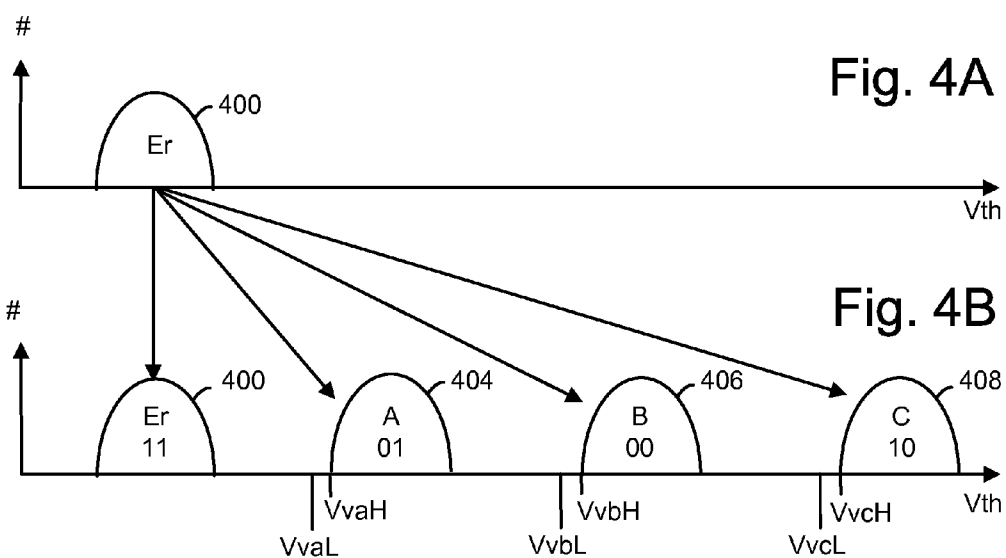 #
Fig. 4A
400
Er
Vth
#
Fig. 4B
400
404
406
408
Er
11
A
01
B
00
C
10
Vth
VvaH
VvbH
VvcH
VvaL
VvbL
VvcL